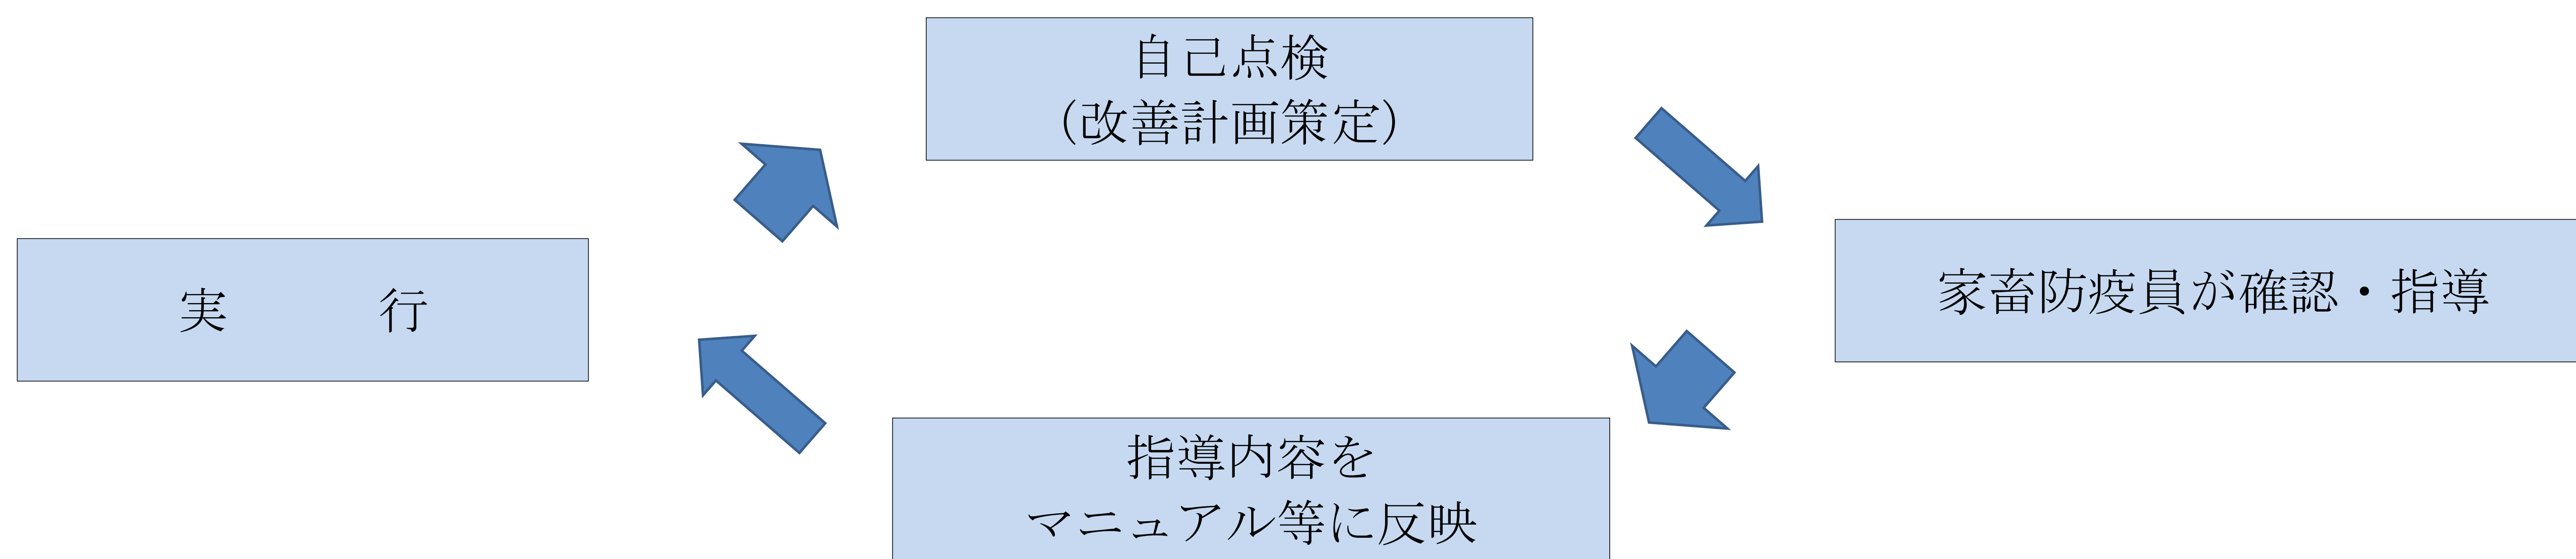 自己点検
（改善計画策定）
家畜防疫員が確認・指導
実　　　行
指導内容を
マニュアル等に反映